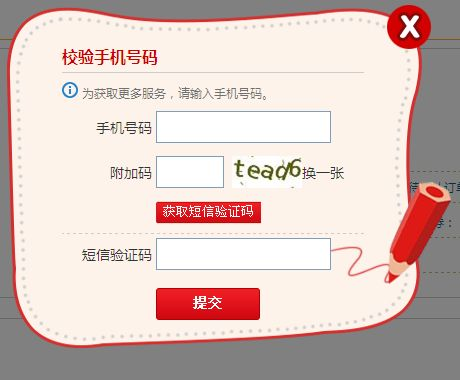 X
校验手机号码
为获取更多服务，请输入手机号码。
手机号码
附加码 tead6 换一张
获取短信验证码
短信验证码
提交